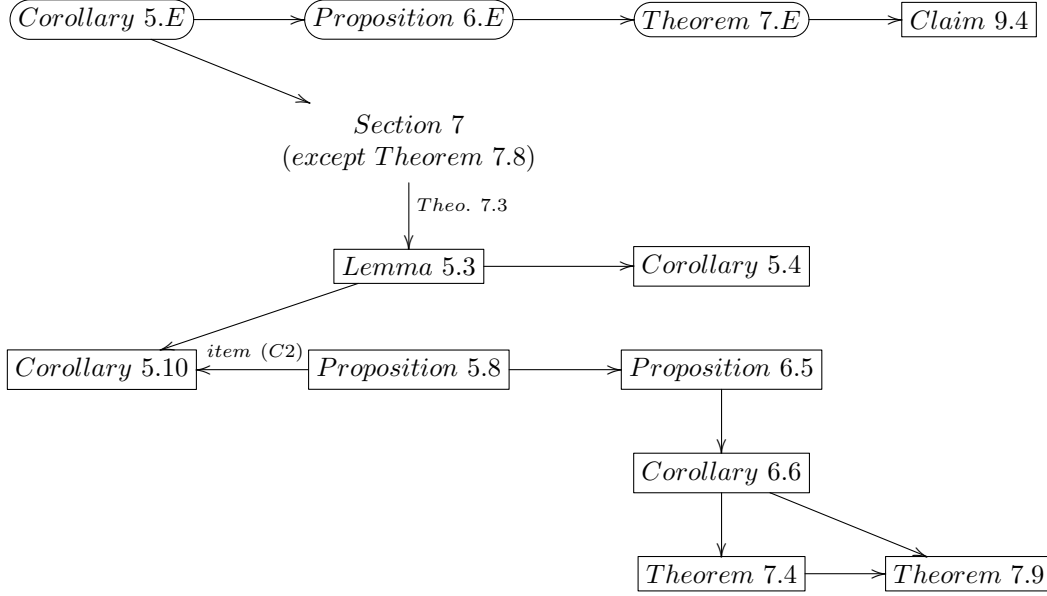 Corollary 5.E Proposition 6.E Theorem 7.E Claim 9.4
Section 7
(except Theorem 7.8)
Theo. 7.3
Lemma 5.3 Corollary 5.4
item (C2)
Corollary 5.10 Proposition 5.8 Proposition 6.5
Corollary 6.6
Theorem 7.4 Theorem 7.9